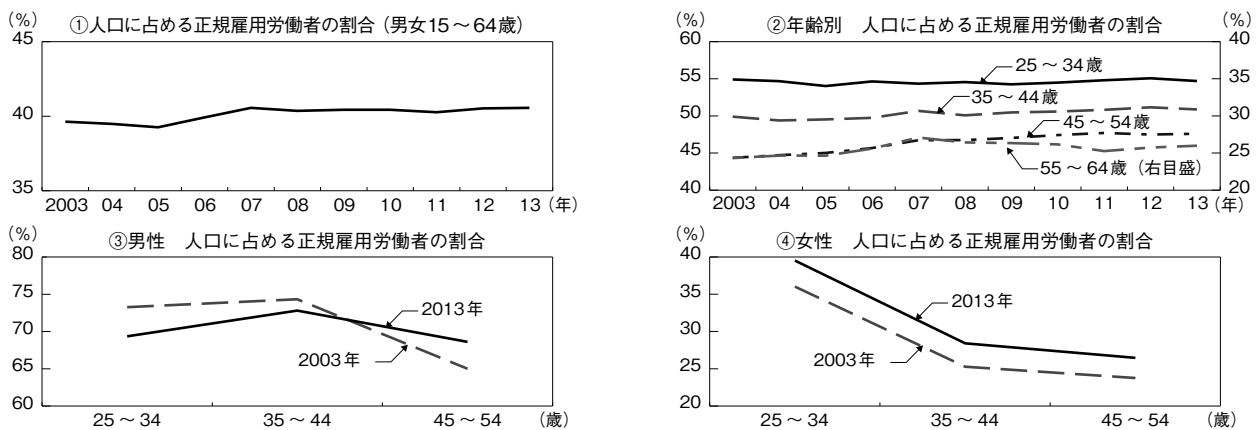 ①人口に占める正規雇用労働者の割合(男女15～64歳)
(%)
45
40
35
2003 04 05 06 07 08 09 10 11 12 13(年)
②年齢別 人口に占める正規雇用労働者の割合
(%) (%)
60 40
55 35
50 30
45 25
40 20
25～34歳
35～44歳
45～54歳
55～64歳(右目盛)
2003 04 05 06 07 08 09 10 11 12 13(年)
③男性 人口に占める正規雇用労働者の割合
(%)
80
75
70
65
60
2013年
2003年
25～34 35～44 45～54 (歳)
④女性 人口に占める正規雇用労働者の割合
(%)
40
35
30
25
20
2013年
2003年
25～34 35～44 45～54 (歳)